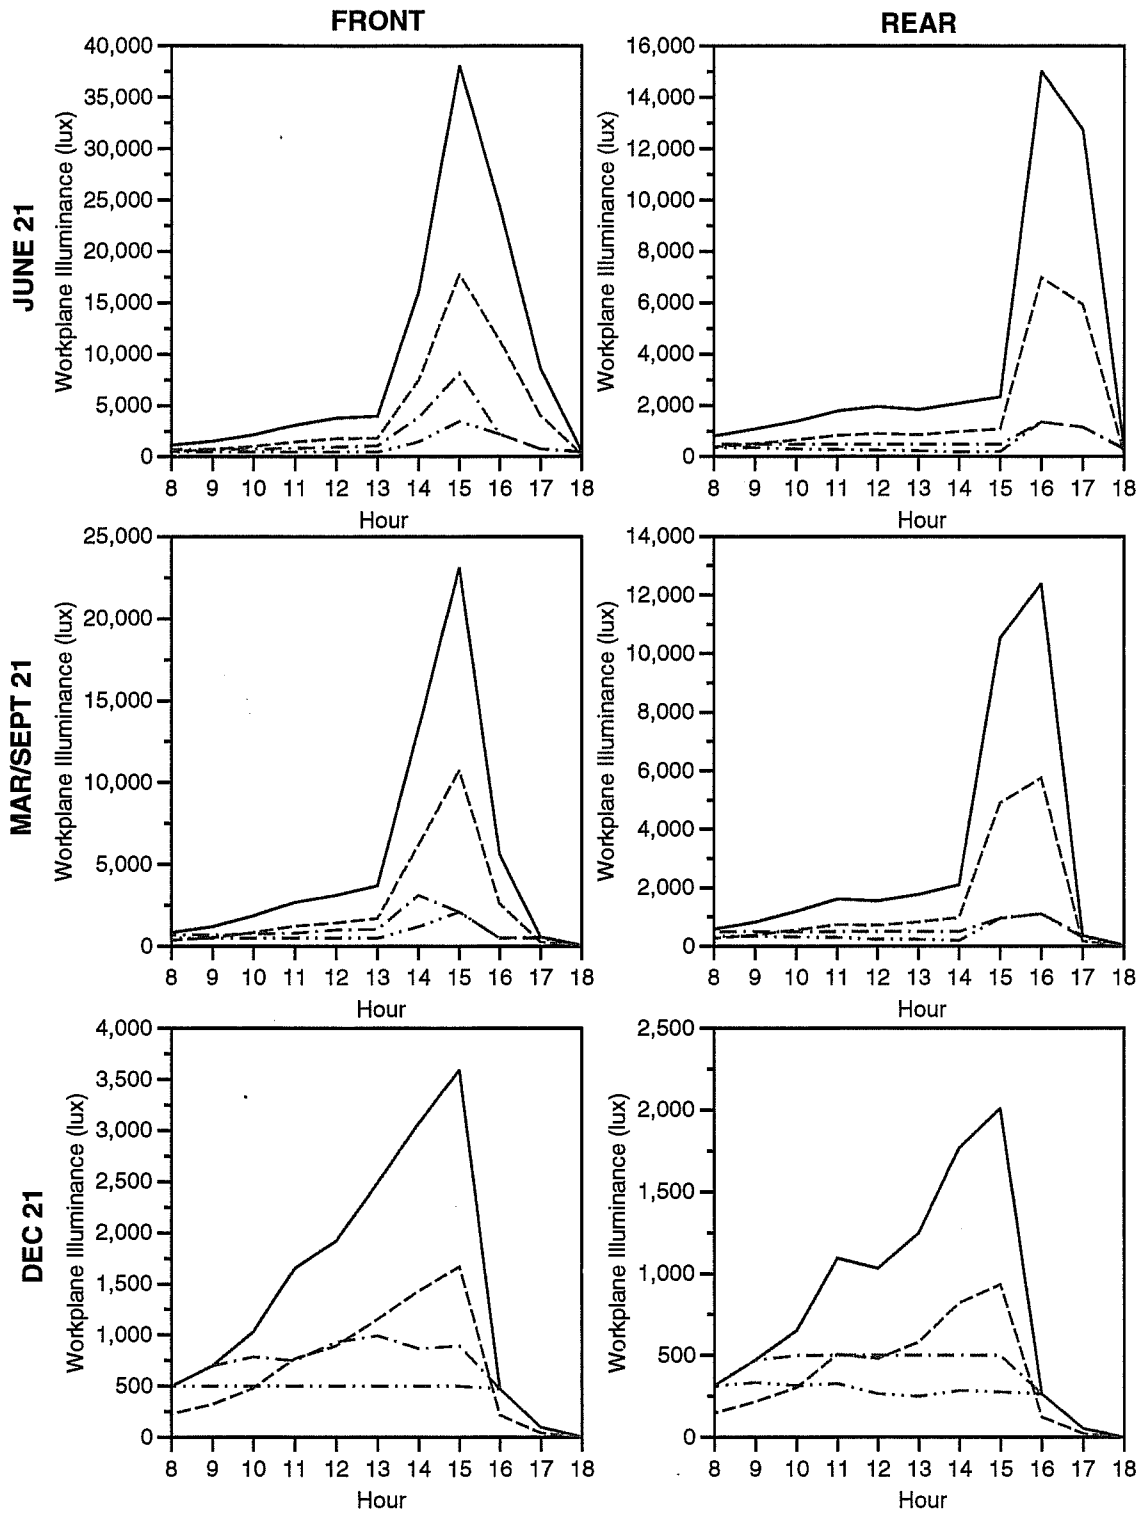 FRONT
REAR
JUNE 21
Workplane Illuminance (lux)
40,000
35,000
30,000
25,000
20,000
15,000
10,000
5,000
0
8 9 10 11 12 13 14 15 16 17 18
Hour
Workplane Illuminance (lux)
16,000
14,000
12,000
10,000
8,000
6,000
4,000
2,000
0
8 9 10 11 12 13 14 15 16 17 18
Hour
MAR/SEPT 21
Workplane Illuminance (lux)
25,000
20,000
15,000
10,000
5,000
0
8 9 10 11 12 13 14 15 16 17 18
Hour
Workplane Illuminance (lux)
14,000
12,000
10,000
8,000
6,000
4,000
2,000
0
8 9 10 11 12 13 14 15 16 17 18
Hour
DEC 21
Workplane Illuminance (lux)
4,000
3,500
3,000
2,500
2,000
1,500
1,000
500
0
8 9 10 11 12 13 14 15 16 17 18
Hour
Workplane Illuminance (lux)
2,500
2,000
1,500
1,000
500
0
8 9 10 11 12 13 14 15 16 17 18
Hour